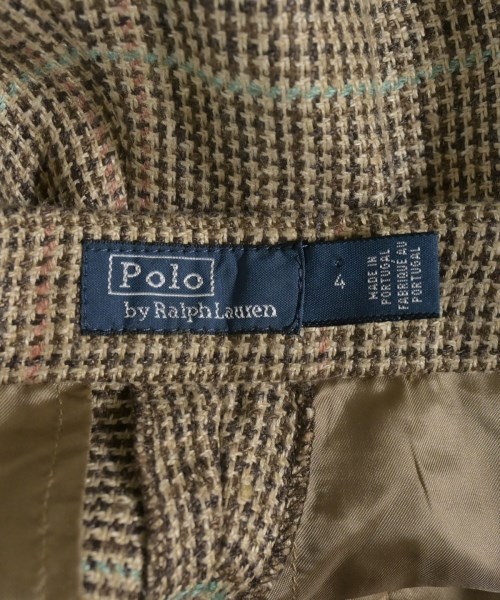 Polo
by Ralph Lauren
4
MADE IN
PORTUGAL
FABRIQUE AU
PORTUGAL